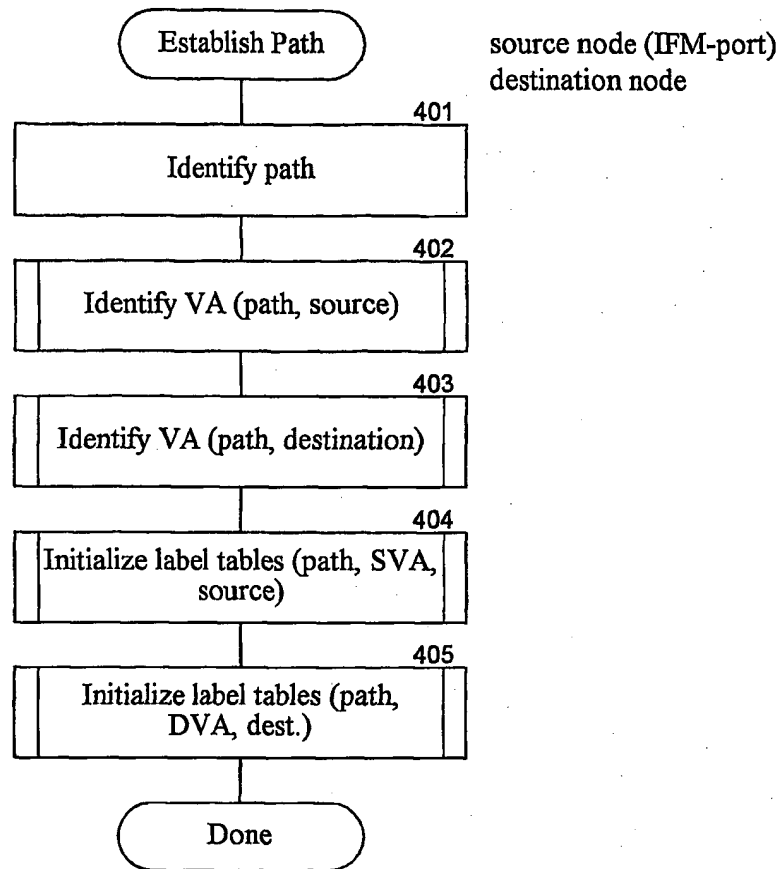 Establish Path
source node (IFM-port)
destination node
401
Identify path
402
Identify VA (path, source)
403
Identify VA (path, destination)
404
Initialize label tables (path, SVA,
source)
405
Initialize label tables (path,
DVA, dest.)
Done